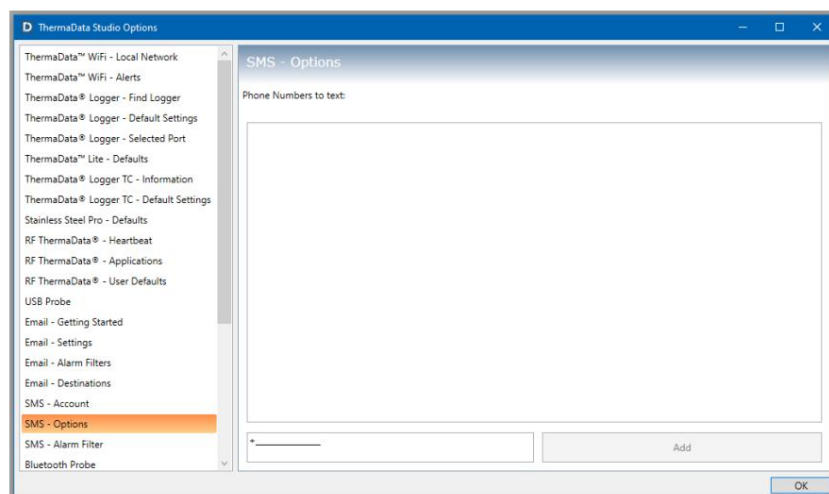 ThermaData Studio Options
ThermaData™ WiFi - Local Network
ThermaData™ WiFi - Alerts
ThermaData® Logger - Find Logger
ThermaData® Logger - Default Settings
ThermaData® Logger - Selected Port
ThermaData™ Lite - Defaults
ThermaData® Logger TC - Information
ThermaData® Logger TC - Default Settings
Stainless Steel Pro - Defaults
RF ThermaData® - Heartbeat
RF ThermaData® - Applications
RF ThermaData® - User Defaults
USB Probe
Email - Getting Started
Email - Settings
Email - Alarm Filters
Email - Destinations
SMS - Account
SMS - Options
SMS - Alarm Filter
Bluetooth Probe
SMS - Options
Phone Numbers to text:
+____________
Add
OK